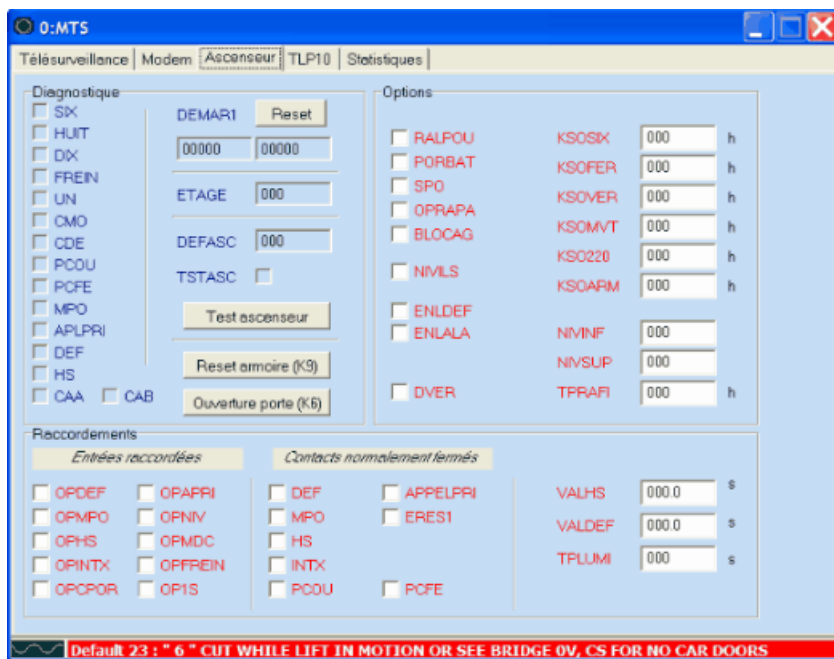 0:MTS
Télésurveillance Modem Ascenseur TLP10 Statistiques
Diagnostique
SIX
HUIT
DIX
FREIN
UN
CMO
CDE
PCOU
PCFE
MPO
APLPRI
DEF
HS
CAA CAB
DEMAR1 Reset
00000 00000
ETAGE 000
DEFASC 000
TSTASC
Test ascenseur
Reset armoire (K9)
Ouverture porte (K6)
Options
RALPOU
PORBAT
SPO
OPRAPA
BLOCAG
NIVILS
ENLDEF
ENLALA
DVER
KSOSIX 000 h
KSOFER 000 h
KSOVER 000 h
KSOMVT 000 h
KSO220 000 h
KSOARM 000 h
NIVINF 000
NIVSUP 000
TPRAFI 000 h
Raccordements
Entrées raccordées
OPDEF OPAPRI
OPMPO OPNIV
OPHS OPMDC
OPINTX OPFREIN
OPCPOR OP1S
Contacts normalement fermés
DEF APPELPRI
MPO ERES1
HS
INTX
PCOU PCFE
VALHS 000.0 s
VALDEF 000.0 s
TPLUMI 000 s
Default 23 : " 6 " CUT WHILE LIFT IN MOTION OR SEE BRIDGE 0V, CS FOR NO CAR DOORS